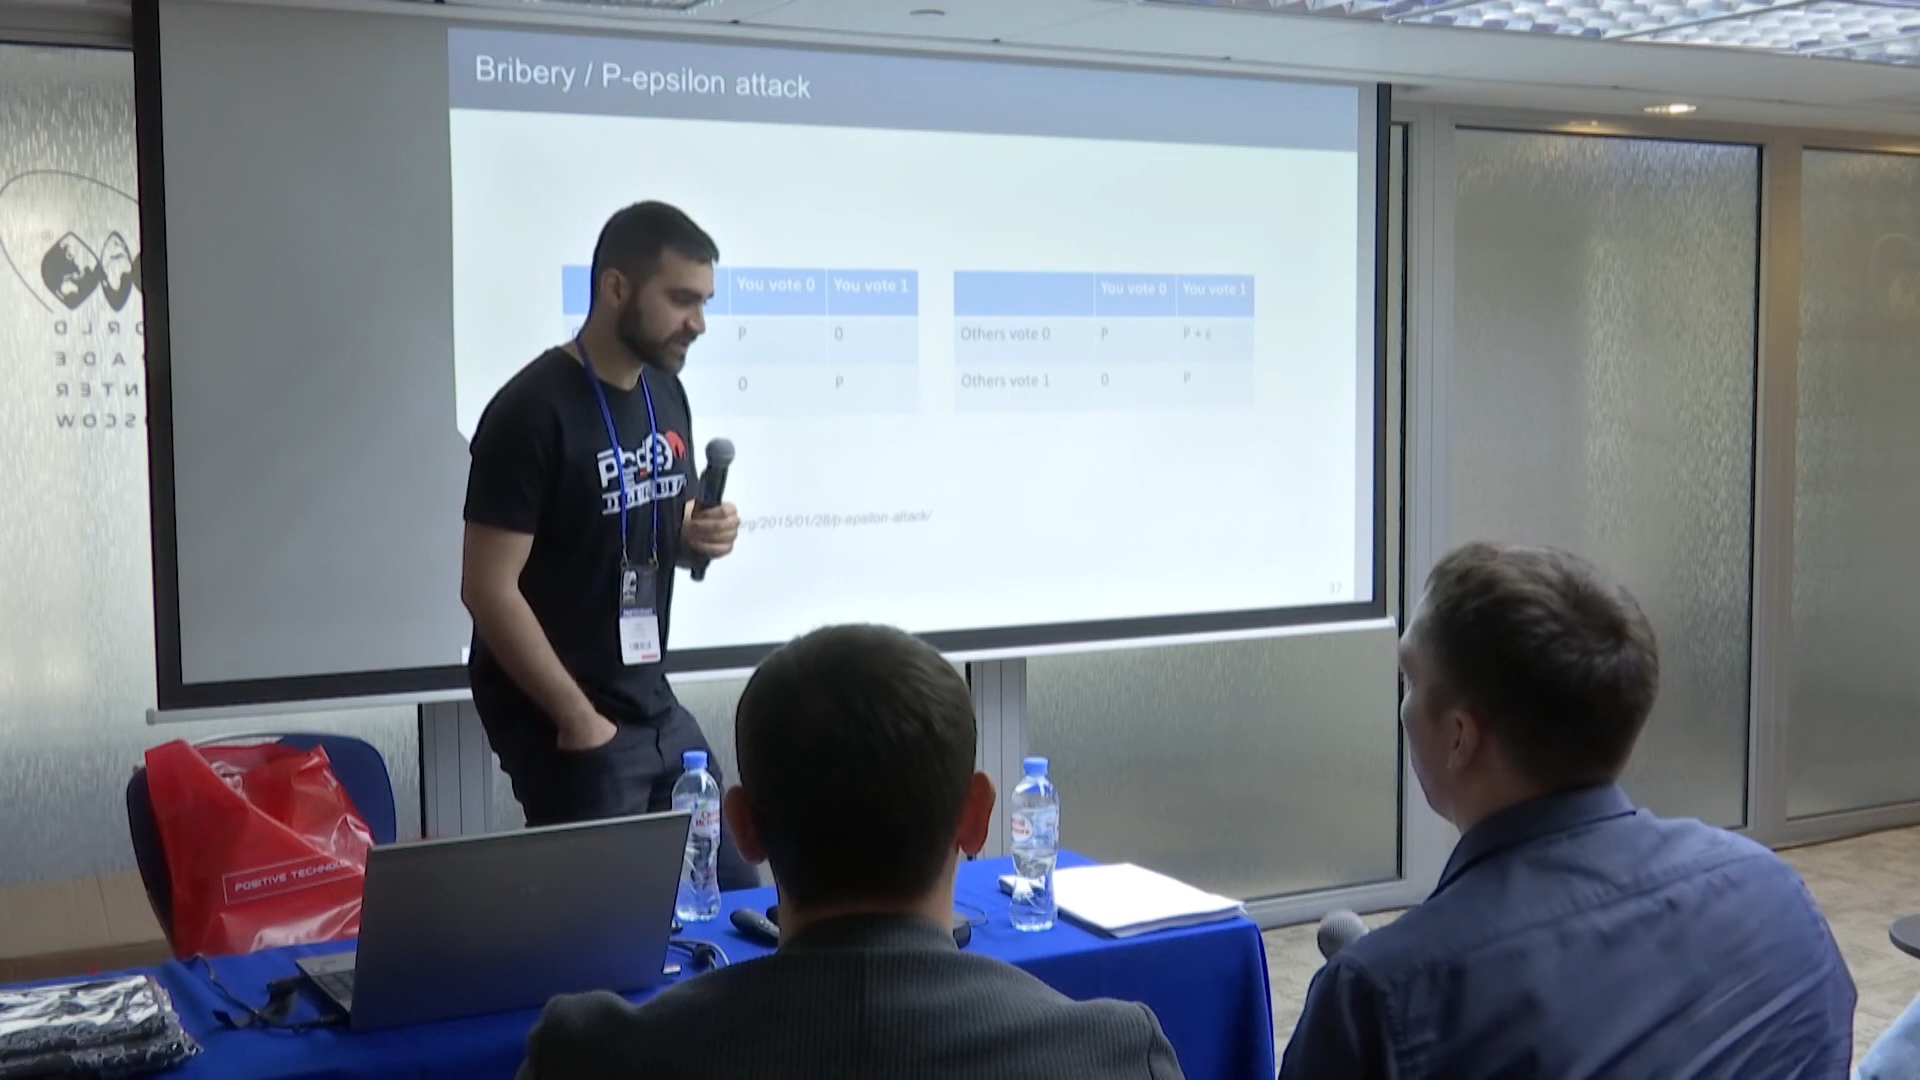 Bribery / P-epsilon attack
You vote 0
You vote 1
P
0
0
P
You vote 0
You vote 1
Others vote 0
P
P + ε
Others vote 1
0
P
org/2015/01/28/p-epsilon-attack/
37
POSITIVE TECHNOLO